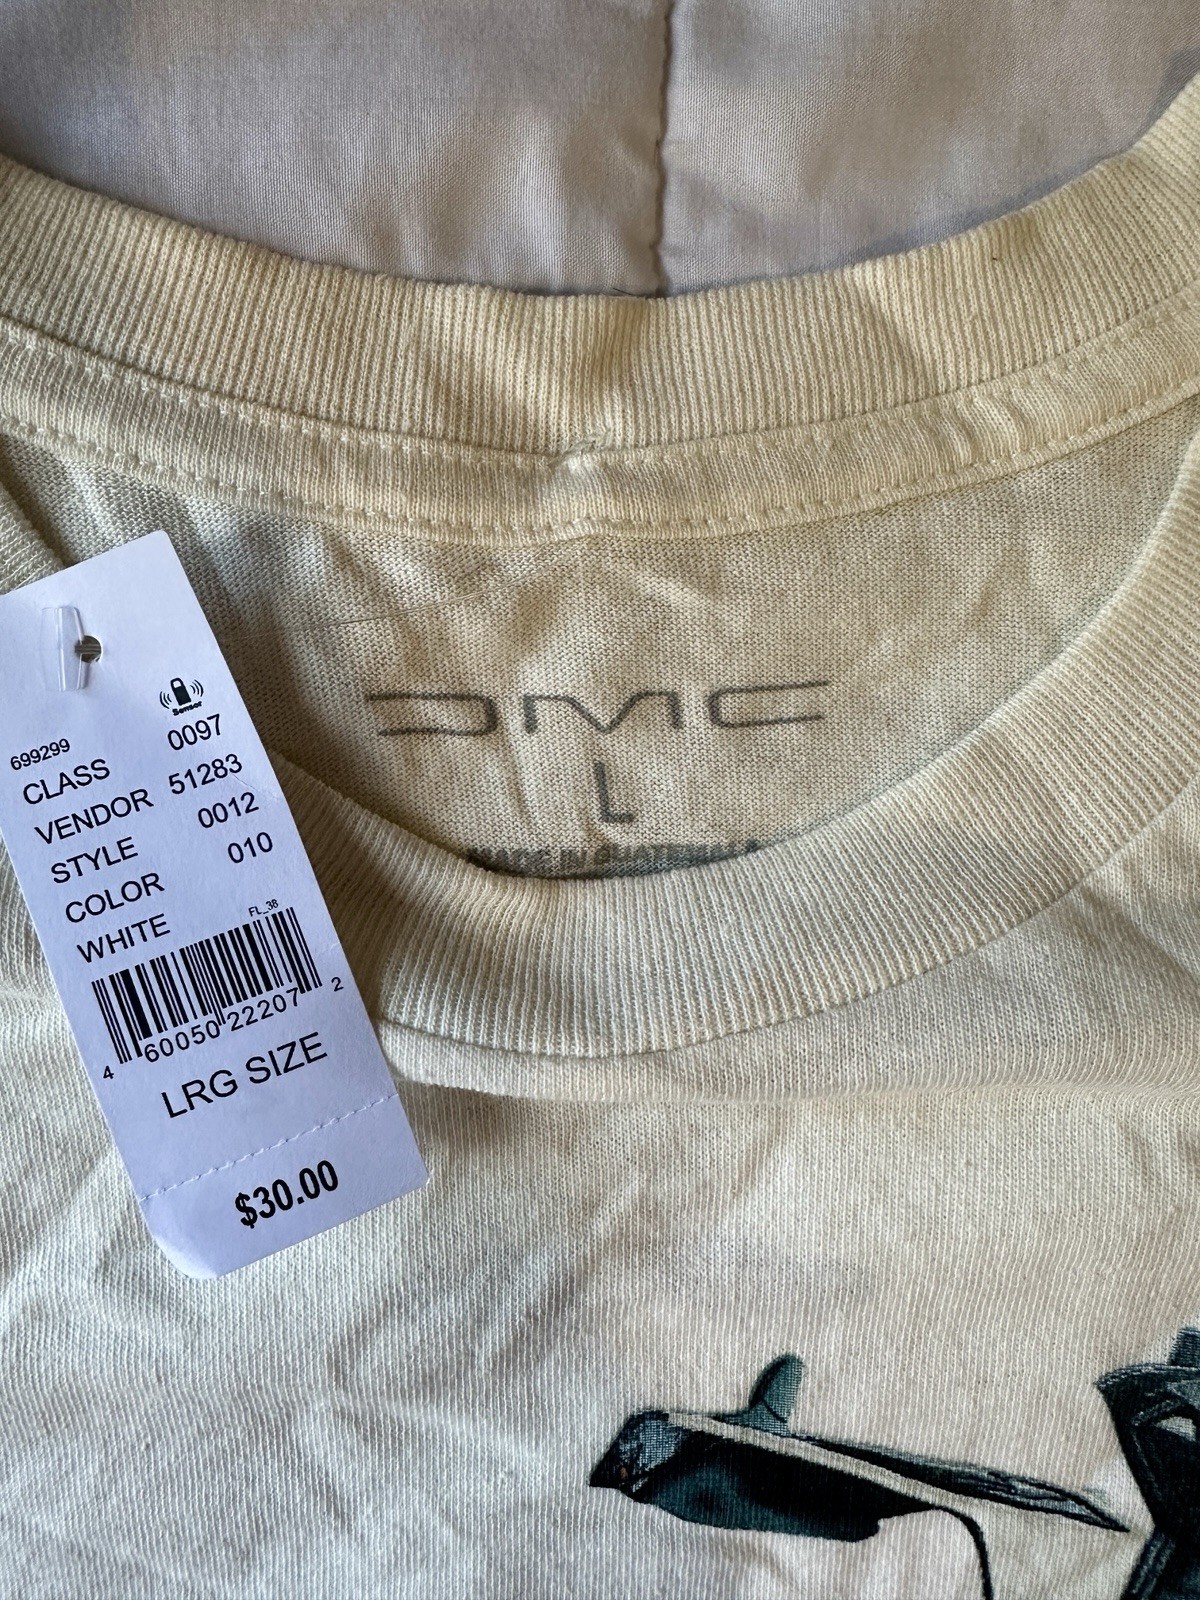 Sensor
699299
CLASS 0097
VENDOR 51283
STYLE 0012
COLOR 010
WHITE
FL_38
4 60050 22207 2
LRG SIZE
$30.00
DMC
L